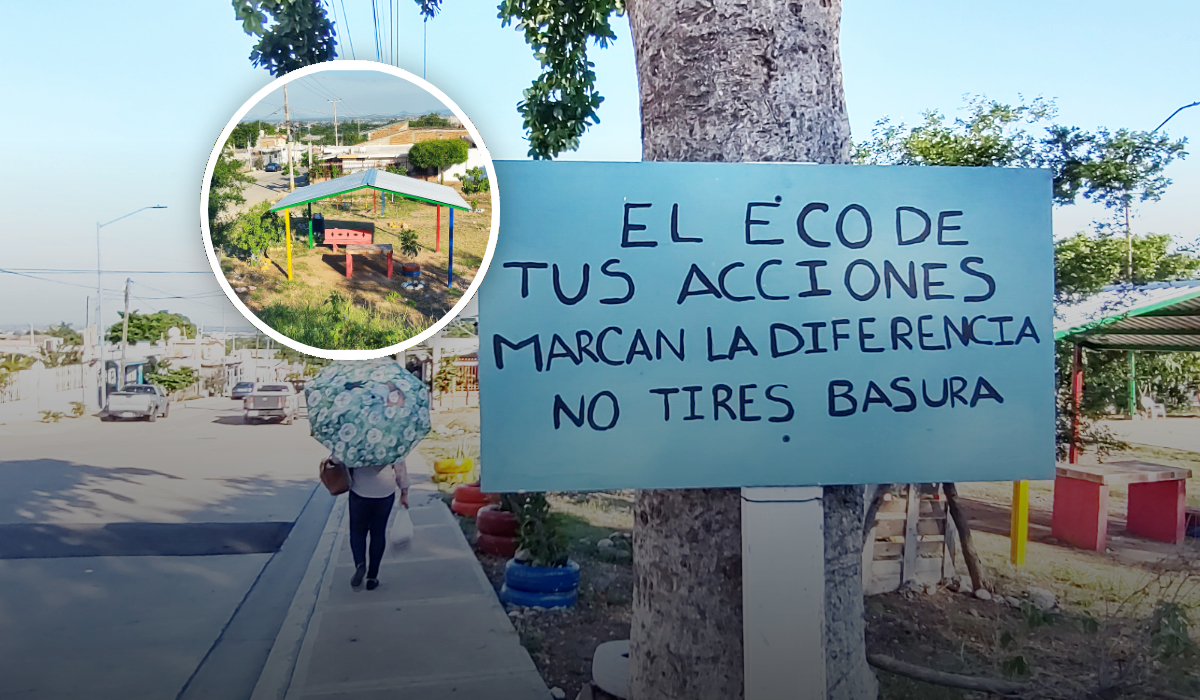 EL ECO DE
TUS ACCIONES
MARCAN LA DIFERENCIA
NO TIRES BASURA